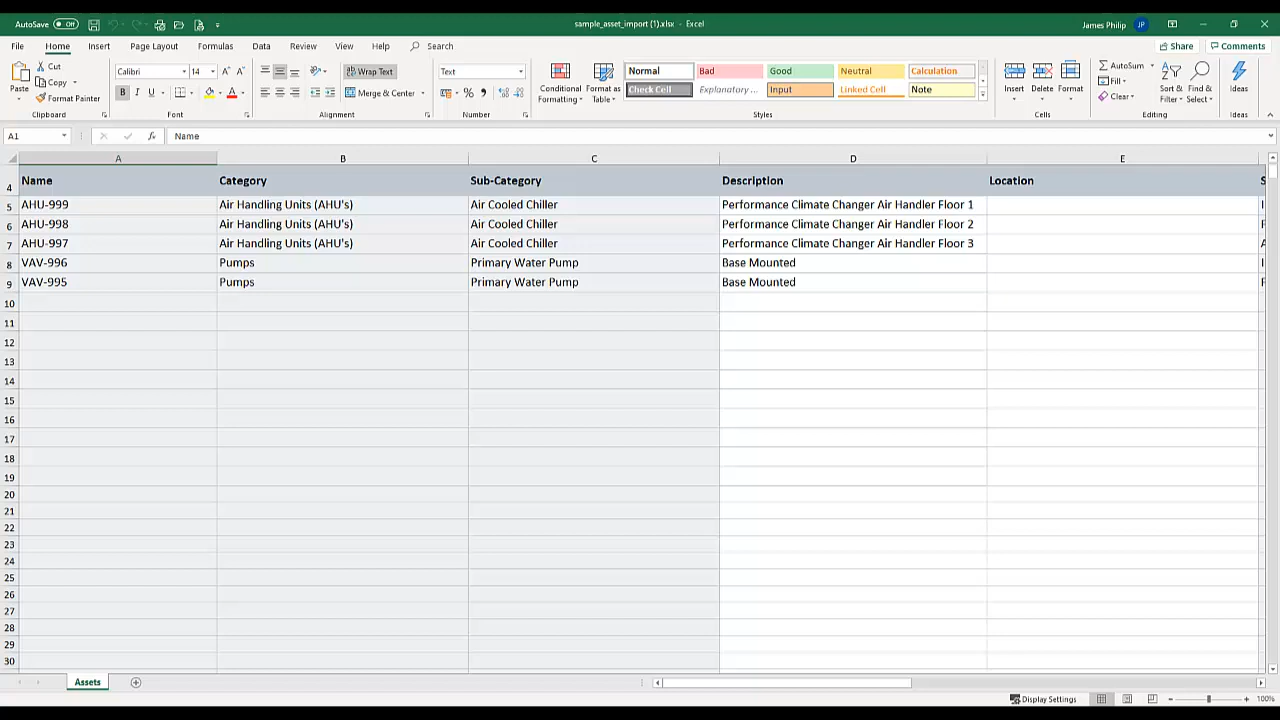 AutoSave Off
sample_asset_import (1).xlsx - Excel
James Philip JP
File Home Insert Page Layout Formulas Data Review View Help Search
Share Comments
Paste
Cut
Copy
Format Painter
Clipboard
Calibri 14
B I U
Font
Wrap Text
Merge & Center
Alignment
Text
Number
Conditional Formatting
Format as Table
Normal Bad Good Neutral Calculation
Check Cell Explanatory ... Input Linked Cell Note
Styles
Insert Delete Format
Cells
AutoSum
Fill
Clear
Sort & Filter
Find & Select
Editing
Ideas
Ideas
A1 fx Name
A B C D E
4 Name Category Sub-Category Description Location
5 AHU-999 Air Handling Units (AHU's) Air Cooled Chiller Performance Climate Changer Air Handler Floor 1
6 AHU-998 Air Handling Units (AHU's) Air Cooled Chiller Performance Climate Changer Air Handler Floor 2
7 AHU-997 Air Handling Units (AHU's) Air Cooled Chiller Performance Climate Changer Air Handler Floor 3
8 VAV-996 Pumps Primary Water Pump Base Mounted
9 VAV-995 Pumps Primary Water Pump Base Mounted
10
11
12
13
14
15
16
17
18
19
20
21
22
23
24
25
26
27
28
29
30
Assets
Display Settings 100%